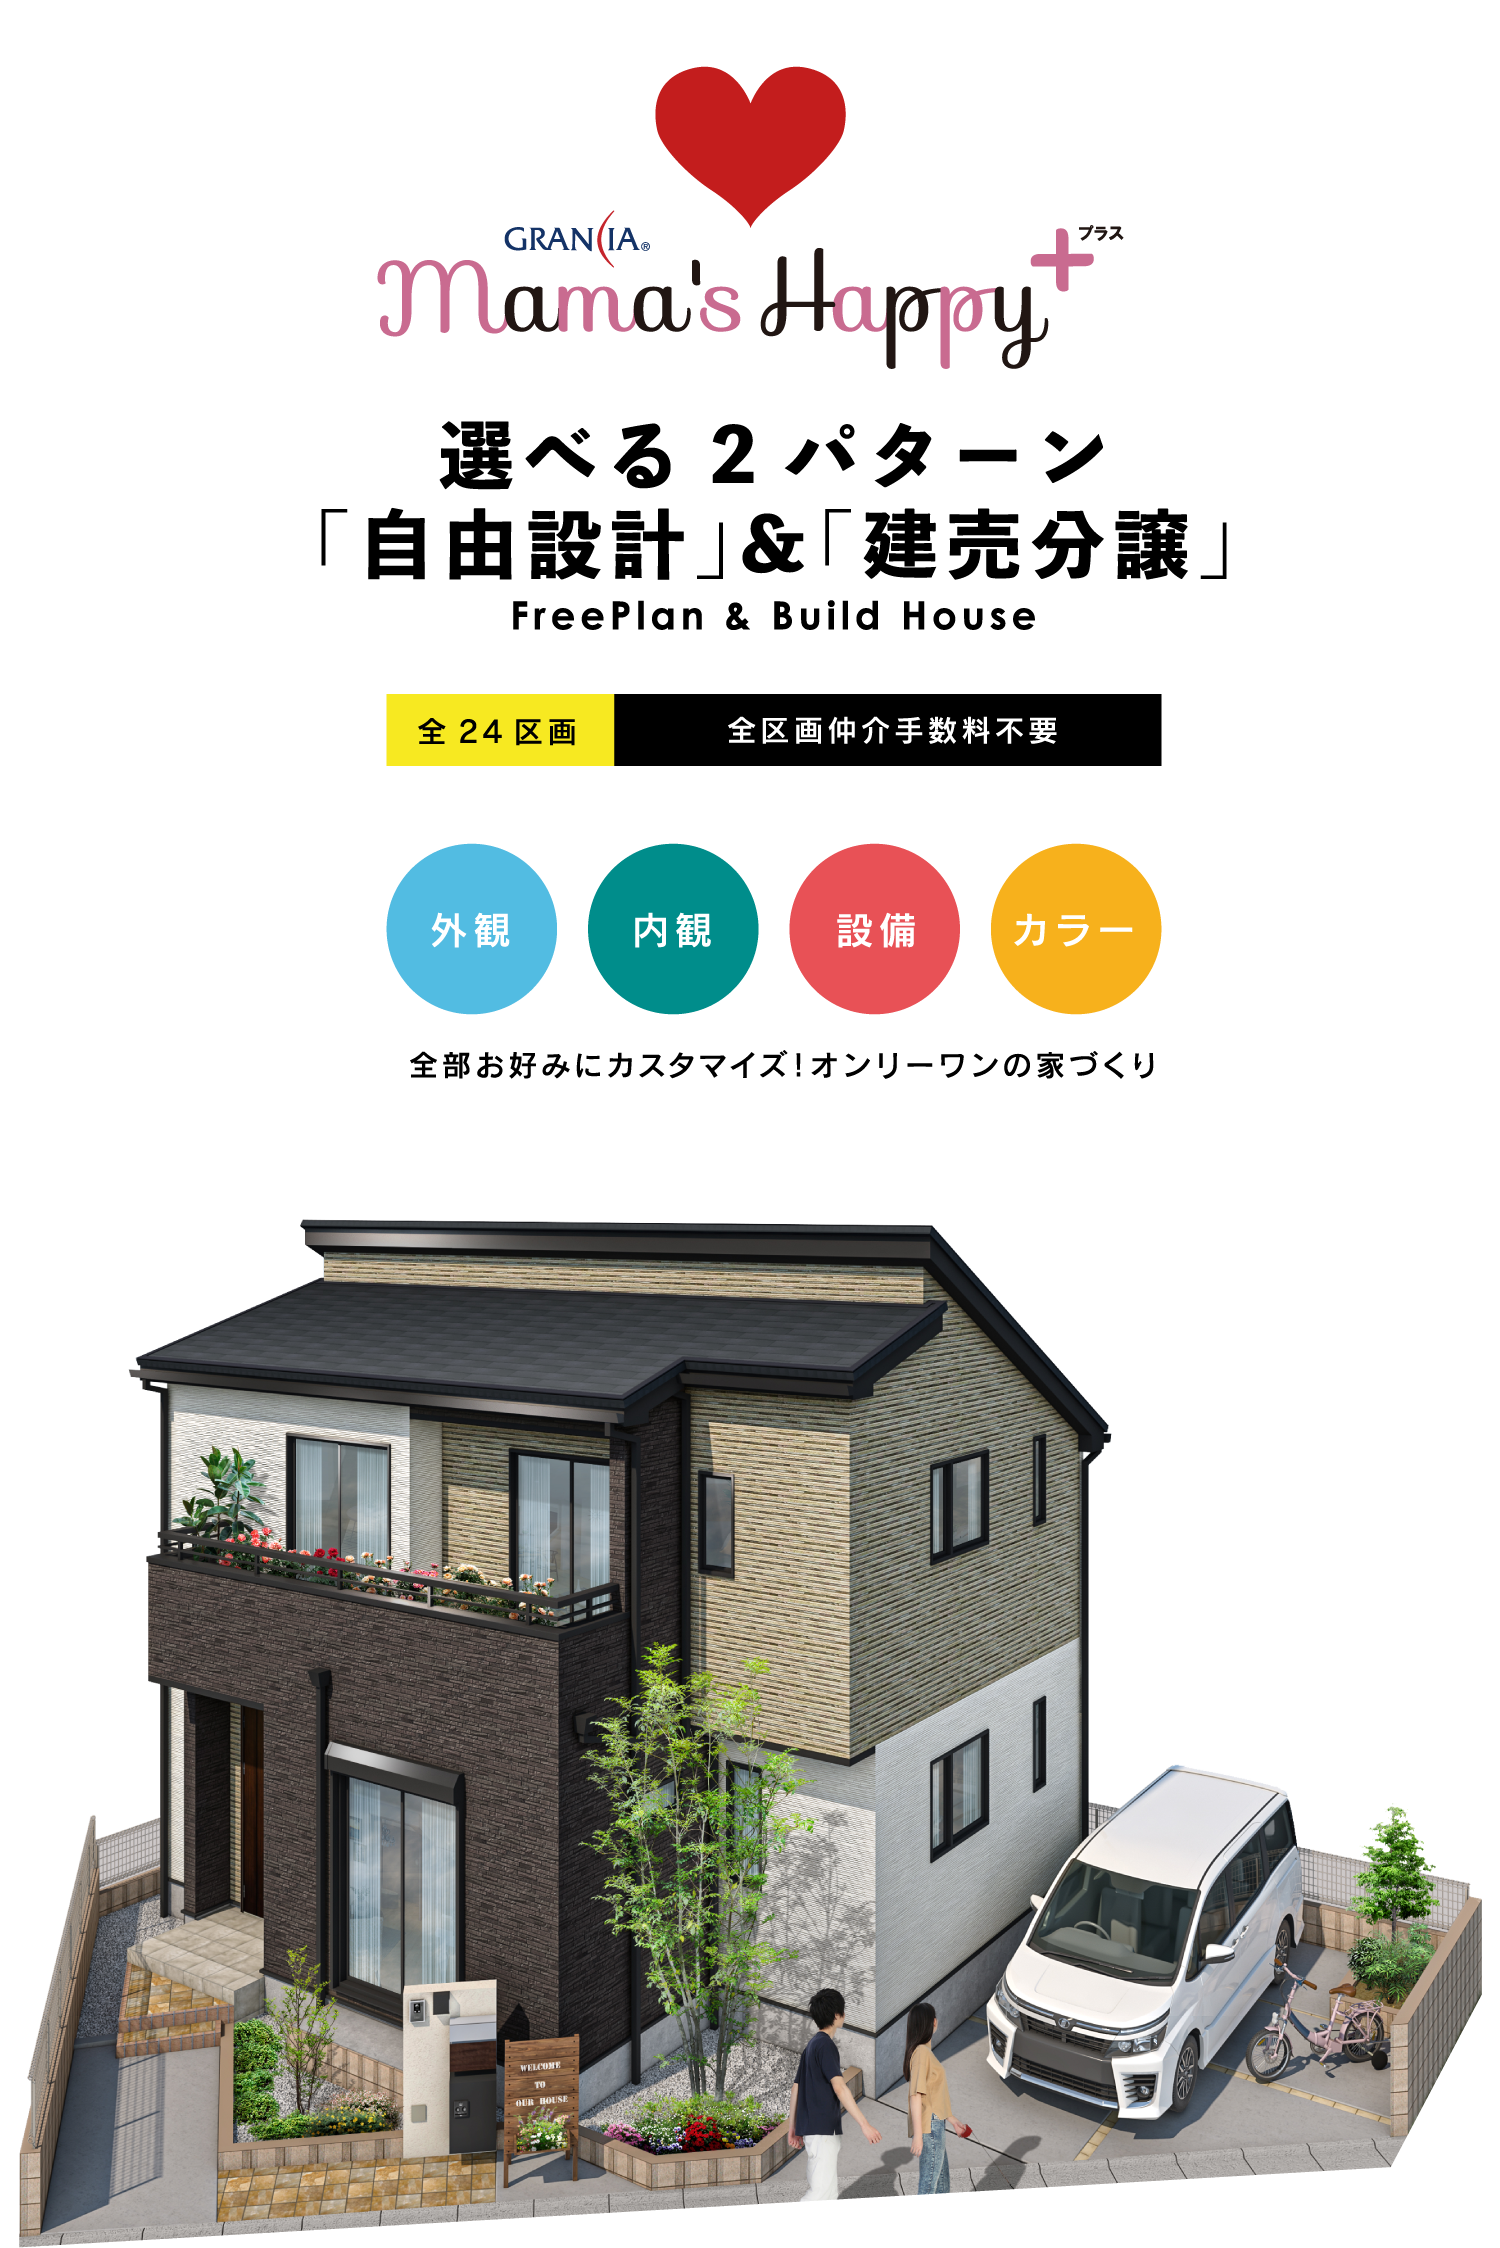 GRANCIA®
Mama's Happy+
プラス
選べる2パターン
「自由設計」&「建売分譲」
FreePlan & Build House
全24区画
全区画仲介手数料不要
外観
内観
設備
カラー
全部お好みにカスタマイズ!オンリーワンの家づくり
WELCOME
TO
OUR HOUSE